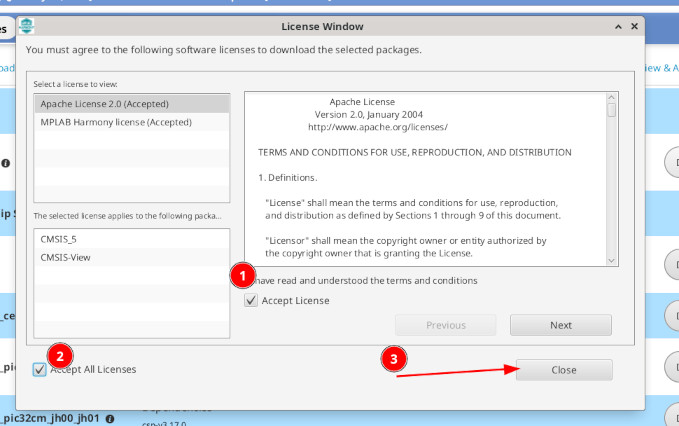 License Window
es
You must agree to the following software licenses to download the selected packages.
oad
iew & A
Select a license to view:
Apache License 2.0 (Accepted)
MPLAB Harmony license (Accepted)
Apache License
Version 2.0, January 2004
http://www.apache.org/licenses/
TERMS AND CONDITIONS FOR USE, REPRODUCTION, AND DISTRIBUTION
1. Definitions.
"License" shall mean the terms and conditions for use, reproduction,
and distribution as defined by Sections 1 through 9 of this document.
"Licensor" shall mean the copyright owner or entity authorized by
the copyright owner that is granting the License.
ip S
The selected license applies to the following packa...
CMSIS_5
CMSIS-View
1
have read and understood the terms and conditions
Accept License
_ce
Previous
Next
2
3
Accept All Licenses
Close
_pi
_pic32cm_jh00_jh01
csp-v3.17.0